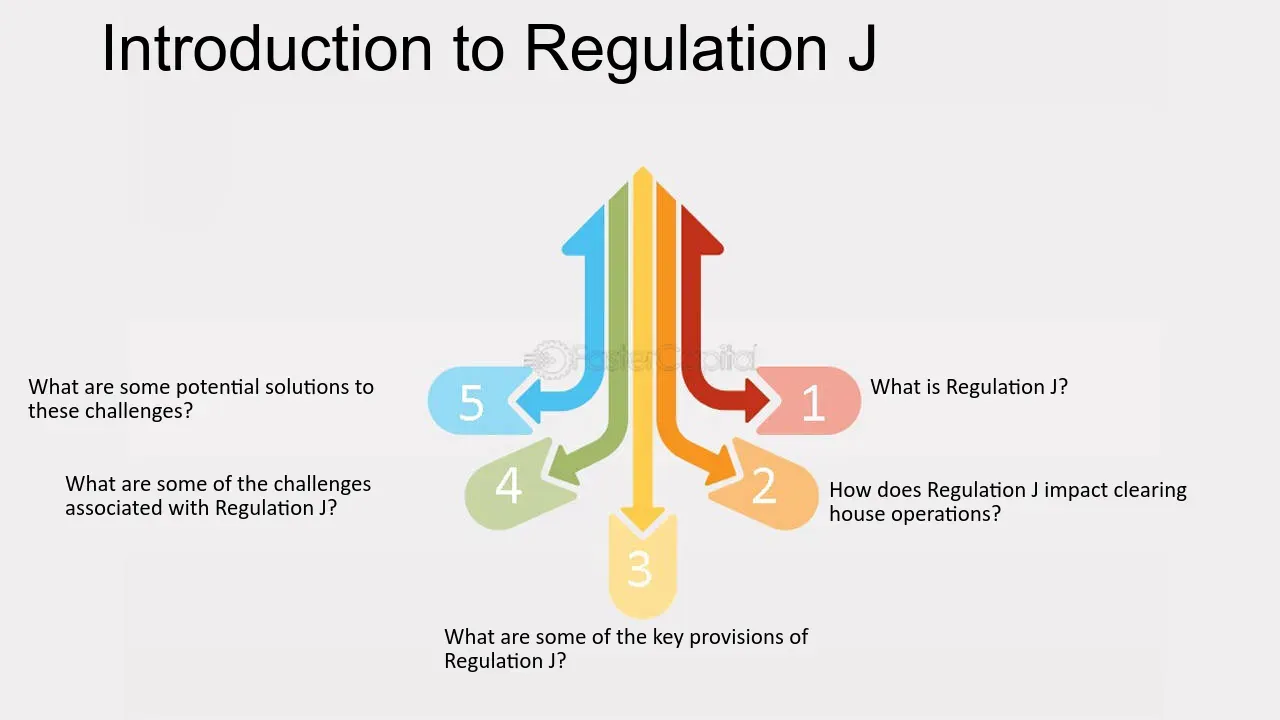 Introduction to Regulation J
FasterCapital
5
What are some potential solutions to
these challenges?
1
What is Regulation J?
4
What are some of the challenges
associated with Regulation J?
2
How does Regulation J impact clearing
house operations?
3
What are some of the key provisions of
Regulation J?